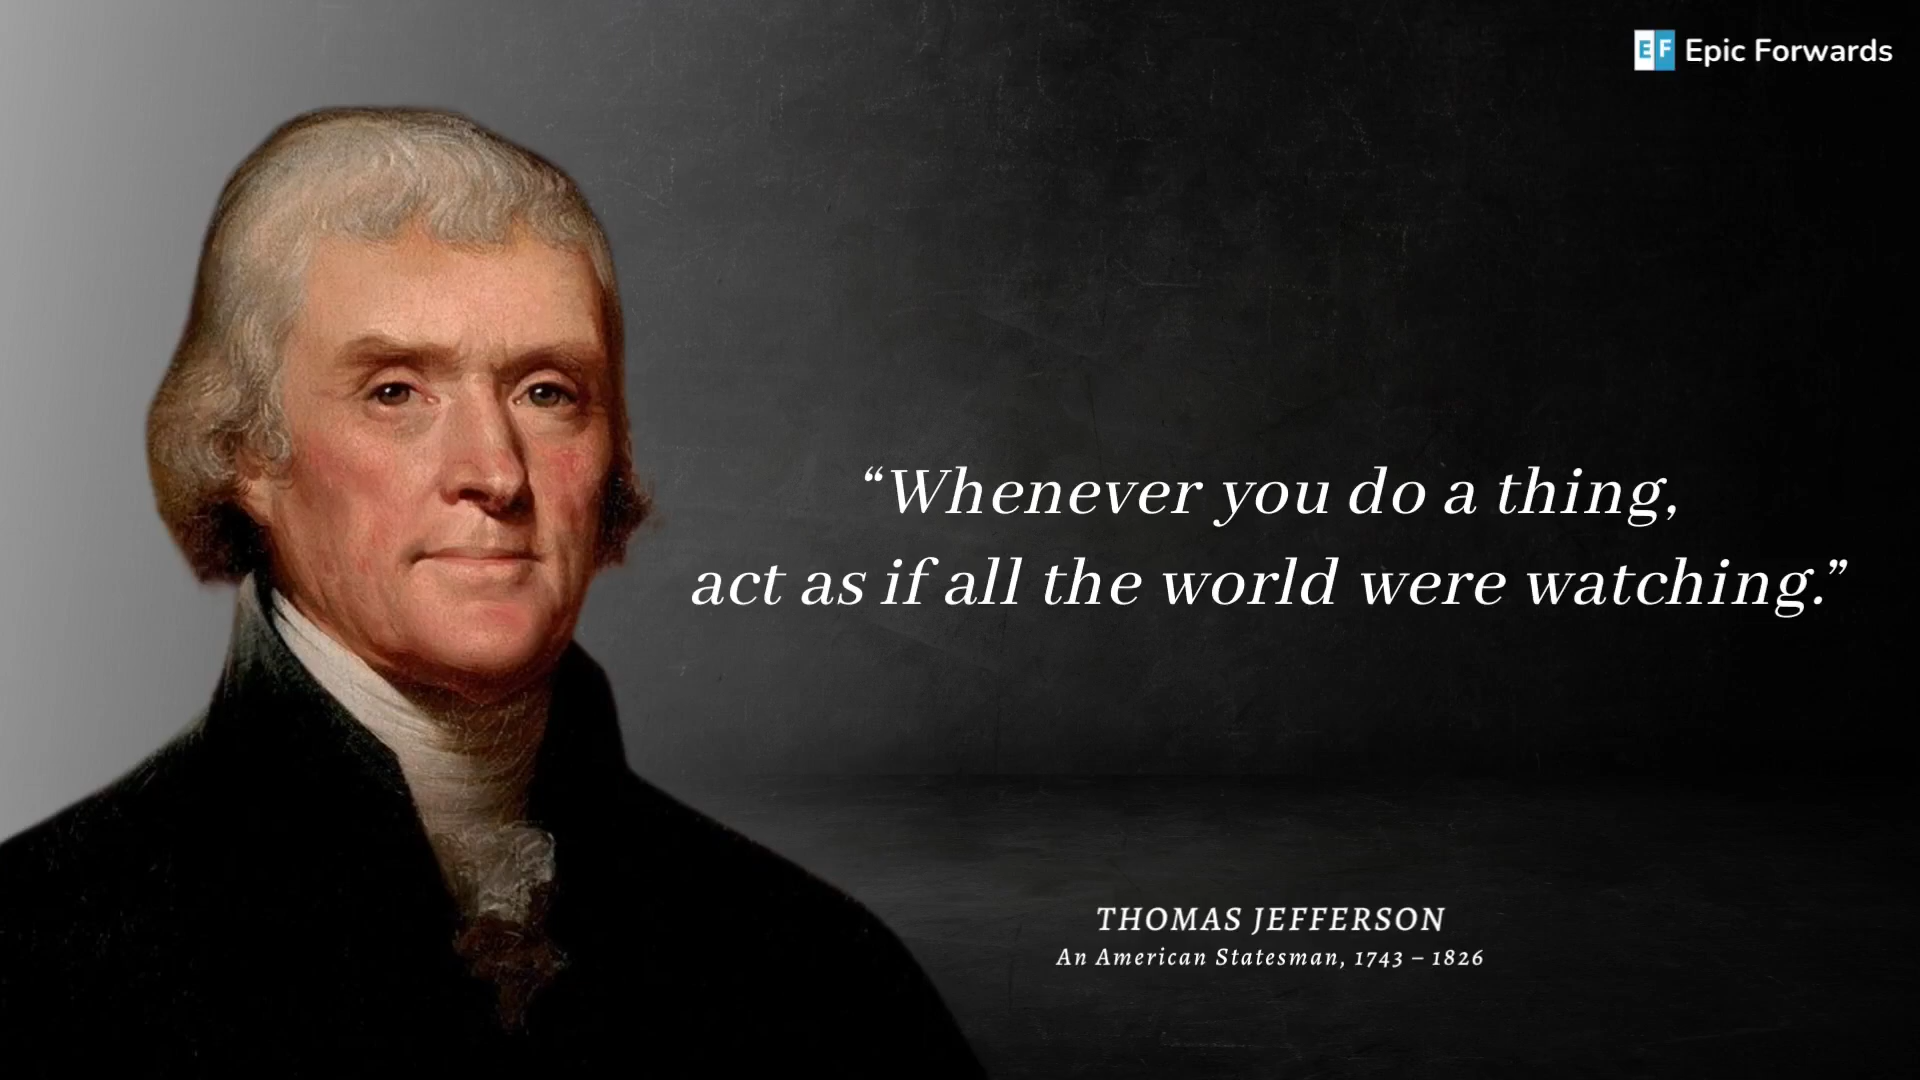 EF Epic Forwards
“Whenever you do a thing,
act as if all the world were watching.”
THOMAS JEFFERSON
An American Statesman, 1743 – 1826